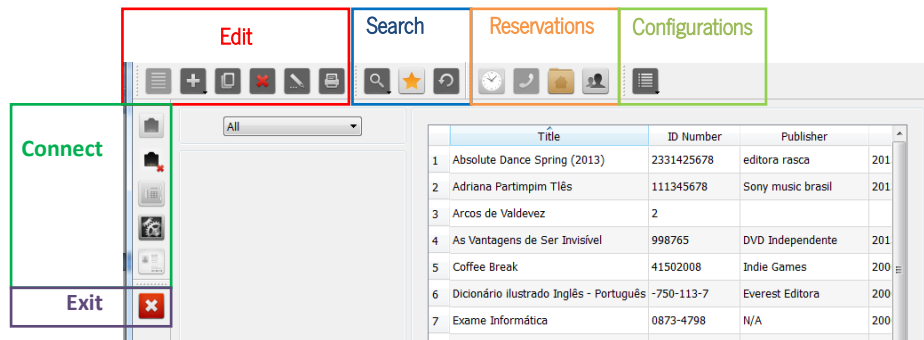 Edit Search Reservations Configurations
Connect
Exit
All
Title ID Number Publisher
1 Absolute Dance Spring (2013) 2331425678 editora rasca 201
2 Adriana Partimpim Tlês 111345678 Sony music brasil 201
3 Arcos de Valdevez 2
4 As Vantagens de Ser Invisível 998765 DVD Independente 201
5 Coffee Break 41502008 Indie Games 200
6 Dicionário ilustrado Inglês - Português -750-113-7 Everest Editora 200
7 Exame Informática 0873-4798 N/A 200